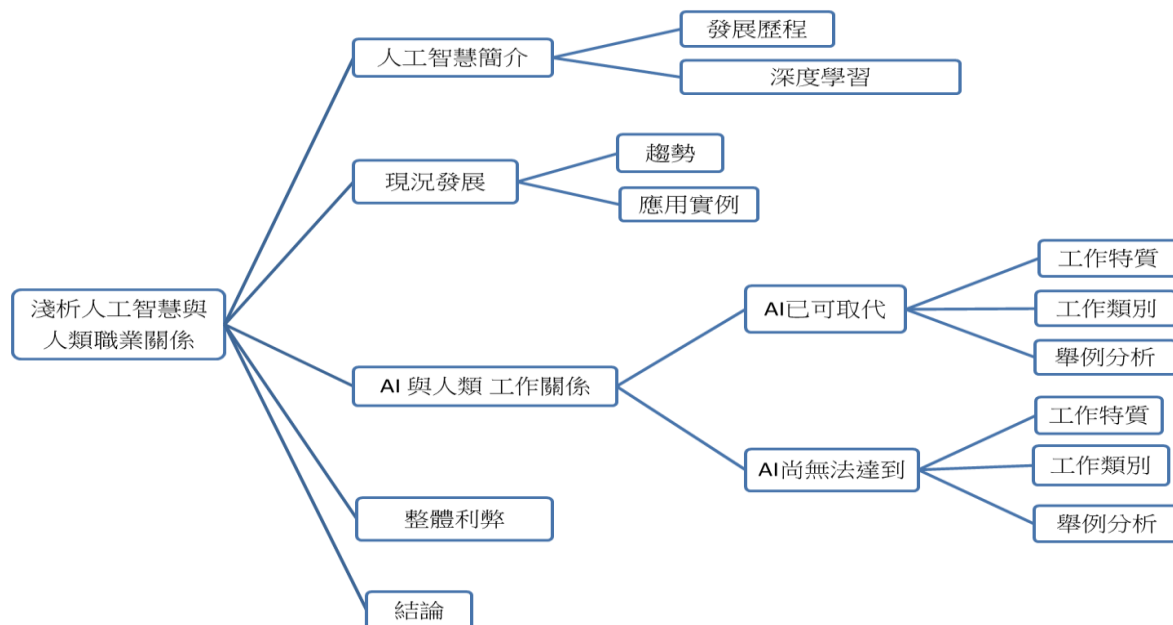 淺析人工智慧與
人類職業關係
人工智慧簡介
發展歷程
深度學習
現況發展
趨勢
應用實例
AI 與人類 工作關係
AI已可取代
工作特質
工作類別
舉例分析
AI尚無法達到
工作特質
工作類別
舉例分析
整體利弊
結論